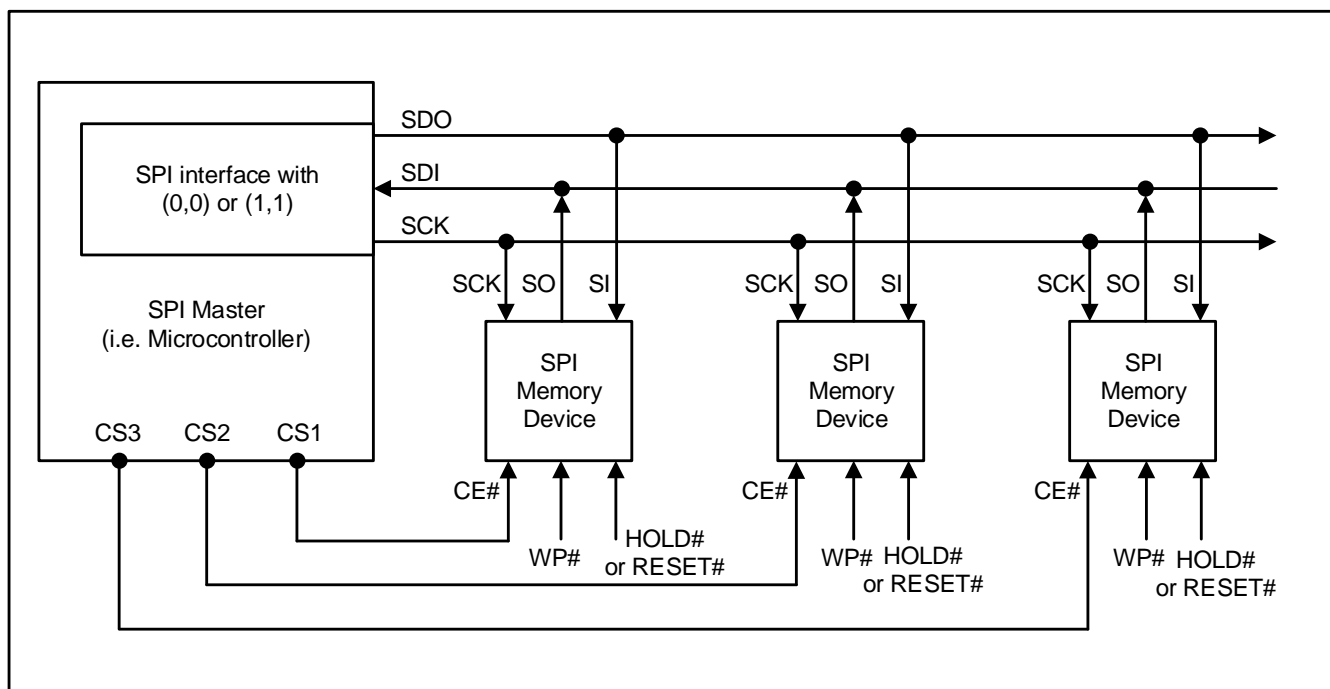 SDO
SPI interface with
(0,0) or (1,1)
SDI
SCK
SPI Master
(i.e. Microcontroller)
SCK SO SI
SCK SO SI
SCK SO SI
SPI
Memory
Device
SPI
Memory
Device
SPI
Memory
Device
CS3 CS2 CS1
CE#
WP#
HOLD#
or RESET#
CE#
WP#
HOLD#
or RESET#
CE#
WP#
HOLD#
or RESET#